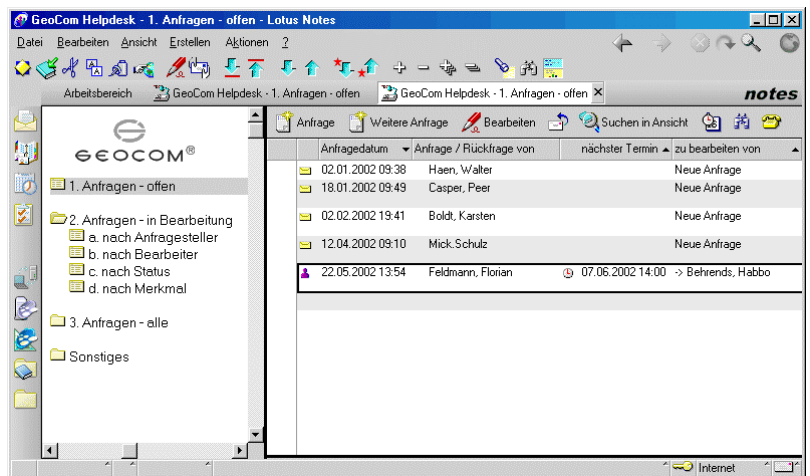 GeoCom Helpdesk - 1. Anfragen - offen - Lotus Notes
Datei Bearbeiten Ansicht Erstellen Aktionen ?
Arbeitsbereich GeoCom Helpdesk - 1. Anfragen - offen GeoCom Helpdesk - 1. Anfragen - offen X notes
Anfrage Weitere Anfrage Bearbeiten Suchen in Ansicht
GEOCOM®
1. Anfragen - offen
2. Anfragen - in Bearbeitung
a. nach Anfragesteller
b. nach Bearbeiter
c. nach Status
d. nach Merkmal
3. Anfragen - alle
Sonstiges
Anfragedatum Anfrage / Rückfrage von nächster Termin zu bearbeiten von
02.01.2002 09:38 Haen, Walter Neue Anfrage
18.01.2002 09:49 Casper, Peer Neue Anfrage
02.02.2002 19:41 Boldt, Karsten Neue Anfrage
12.04.2002 09:10 Mick.Schulz Neue Anfrage
22.05.2002 13:54 Feldmann, Florian 07.06.2002 14:00 -> Behrends, Habbo
Internet